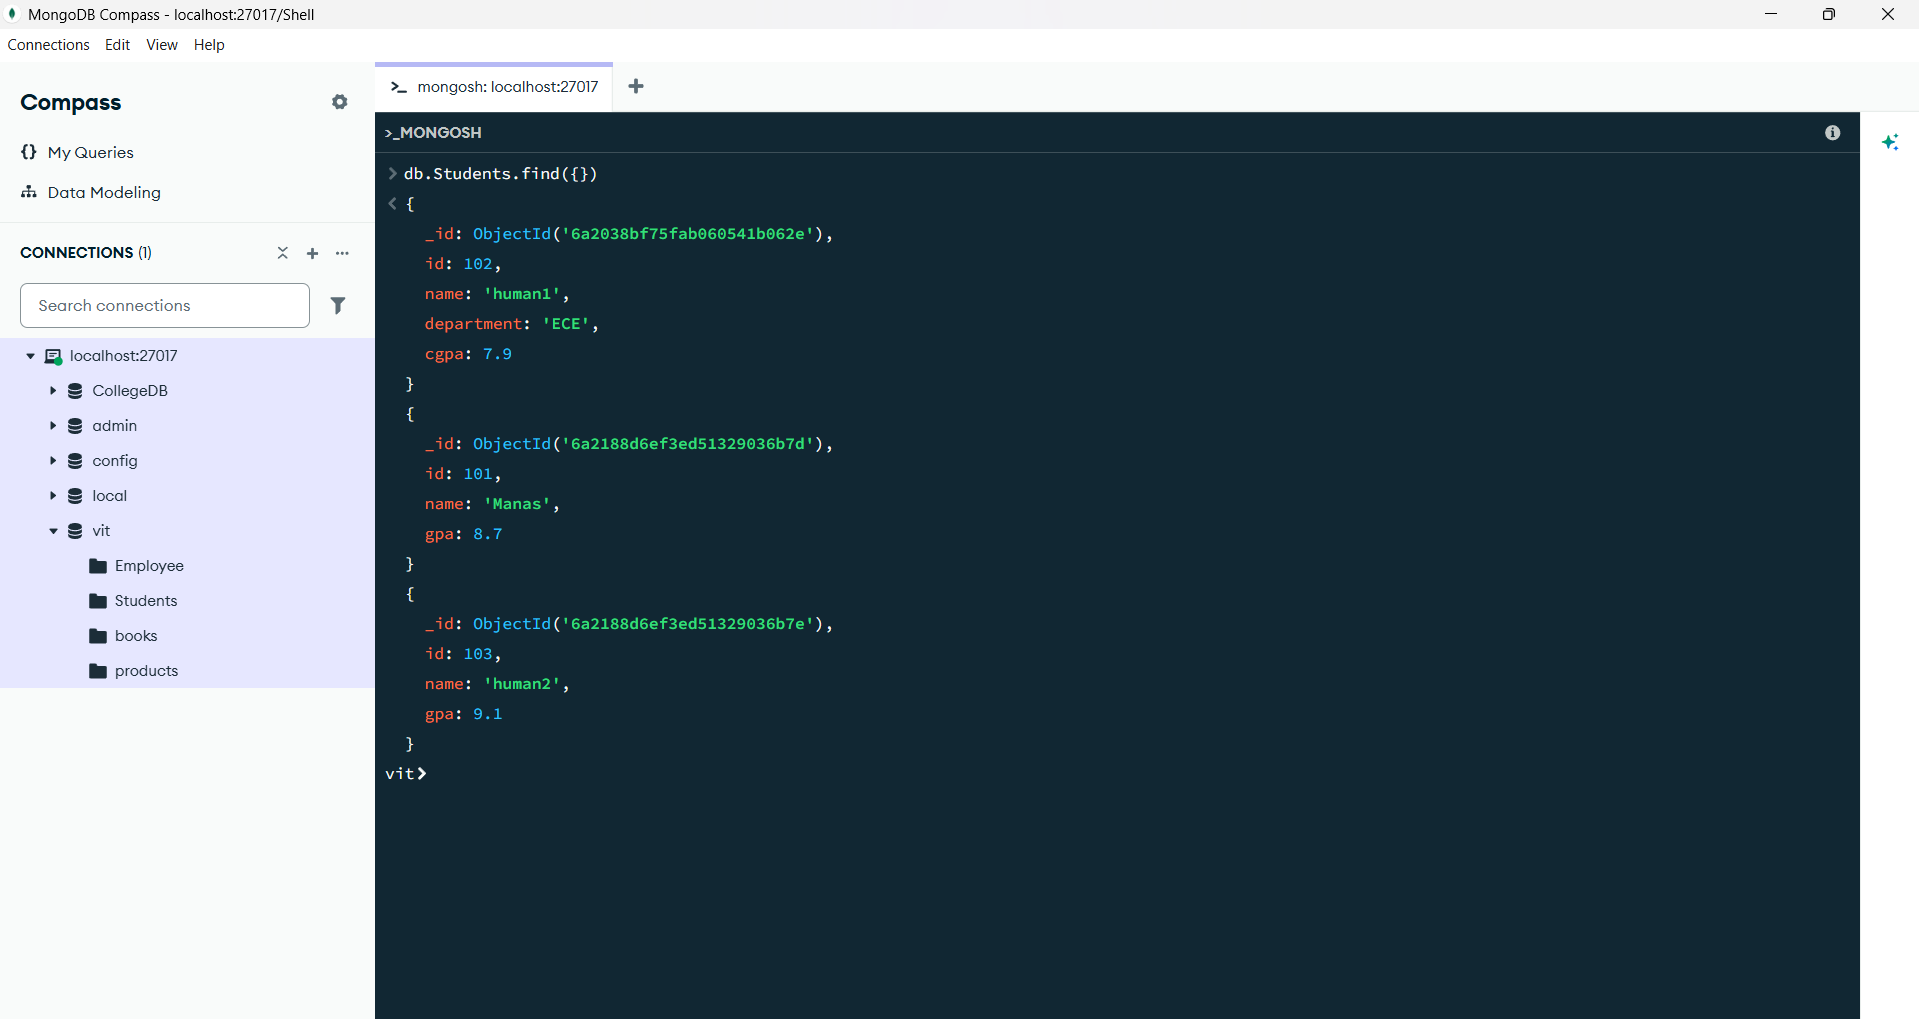 MongoDB Compass - localhost:27017/Shell
Connections Edit View Help
Compass
My Queries
Data Modeling
CONNECTIONS (1)
Search connections
localhost:27017
CollegeDB
admin
config
local
vit
Employee
Students
books
products
>_ mongosh: localhost:27017
>_MONGOSH
> db.Students.find({})
< {
_id: ObjectId('6a2038bf75fab060541b062e'),
id: 102,
name: 'human1',
department: 'ECE',
cgpa: 7.9
}
{
_id: ObjectId('6a2188d6ef3ed51329036b7d'),
id: 101,
name: 'Manas',
gpa: 8.7
}
{
_id: ObjectId('6a2188d6ef3ed51329036b7e'),
id: 103,
name: 'human2',
gpa: 9.1
}
vit>